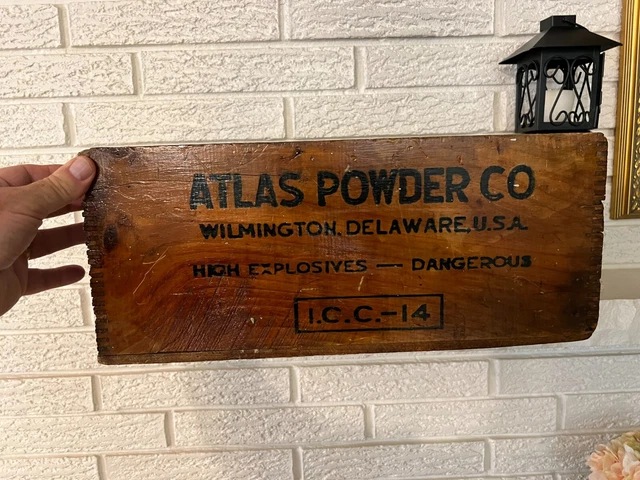 ATLAS POWDER CO
WILMINGTON, DELAWARE, U.S.A.
HIGH EXPLOSIVES — DANGEROUS
I.C.C.-14